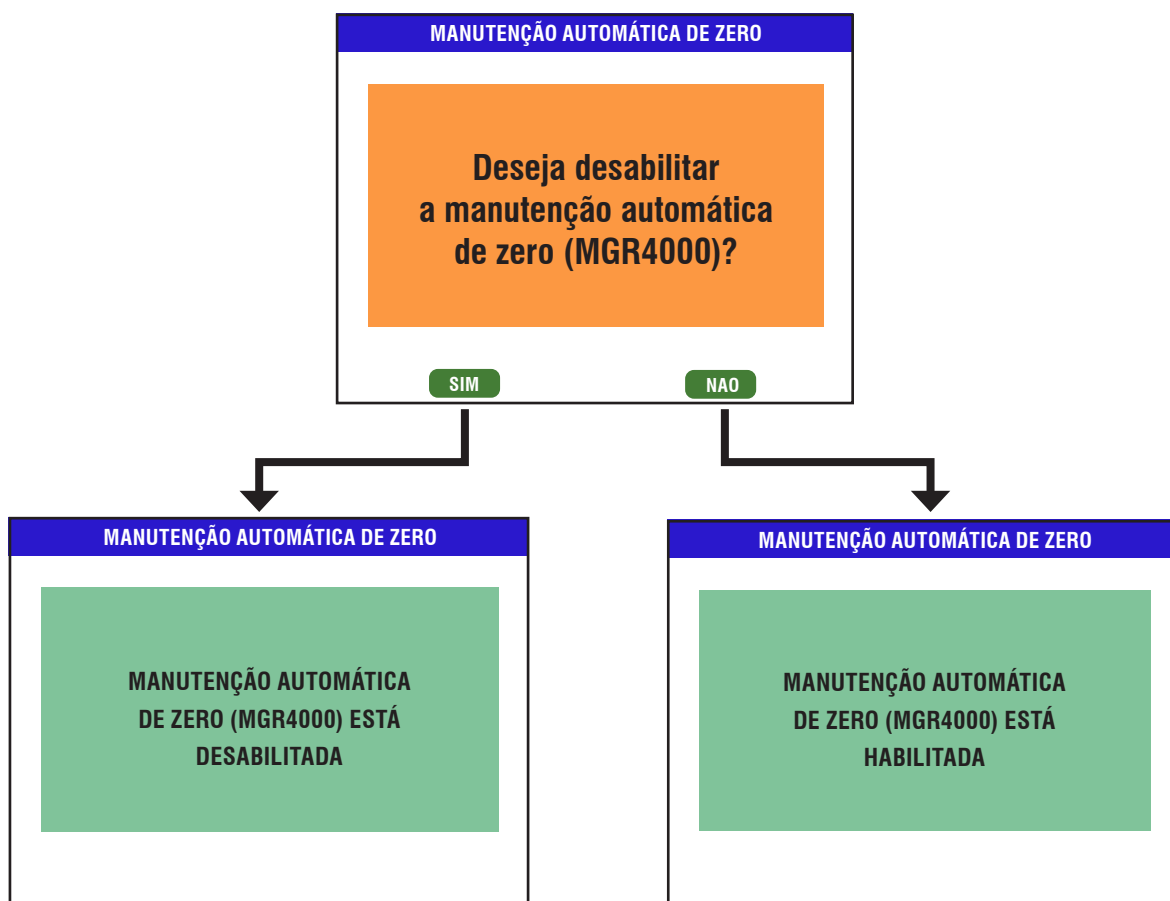 MANUTENÇÃO AUTOMÁTICA DE ZERO
Deseja desabilitar
a manutenção automática
de zero (MGR4000)?
SIM
NAO
MANUTENÇÃO AUTOMÁTICA DE ZERO
MANUTENÇÃO AUTOMÁTICA
DE ZERO (MGR4000) ESTÁ
DESABILITADA
MANUTENÇÃO AUTOMÁTICA DE ZERO
MANUTENÇÃO AUTOMÁTICA
DE ZERO (MGR4000) ESTÁ
HABILITADA